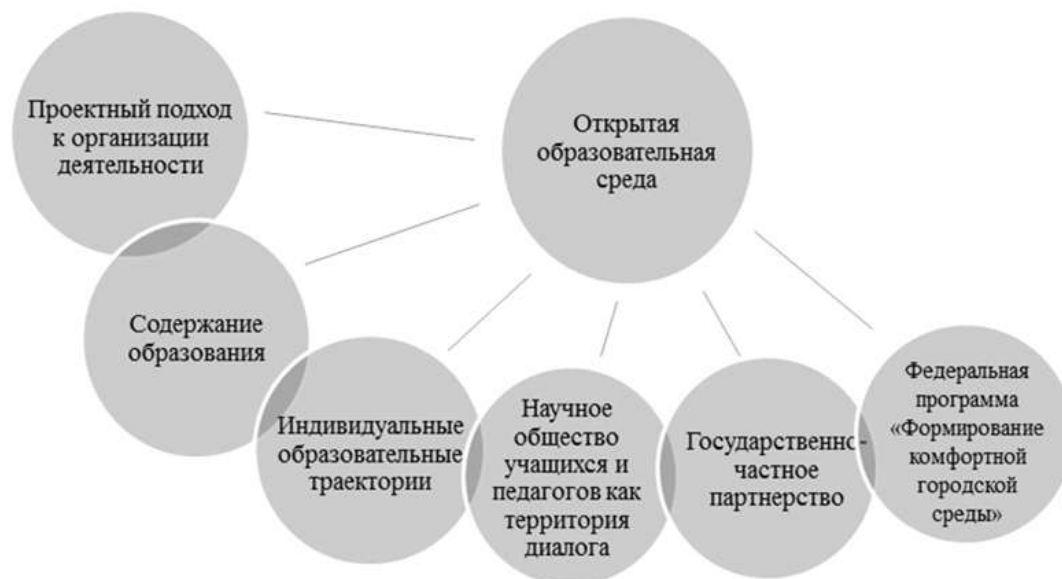 Проектный подход
к организации
деятельности
Открытая
образовательная
среда
Содержание
образования
Индивидуальные
образовательные
траектории
Научное
общество
учащихся и
педагогов как
территория
диалога
Государственно-
частное
партнерство
Федеральная
программа
«Формирование
комфортной
городской
среды»